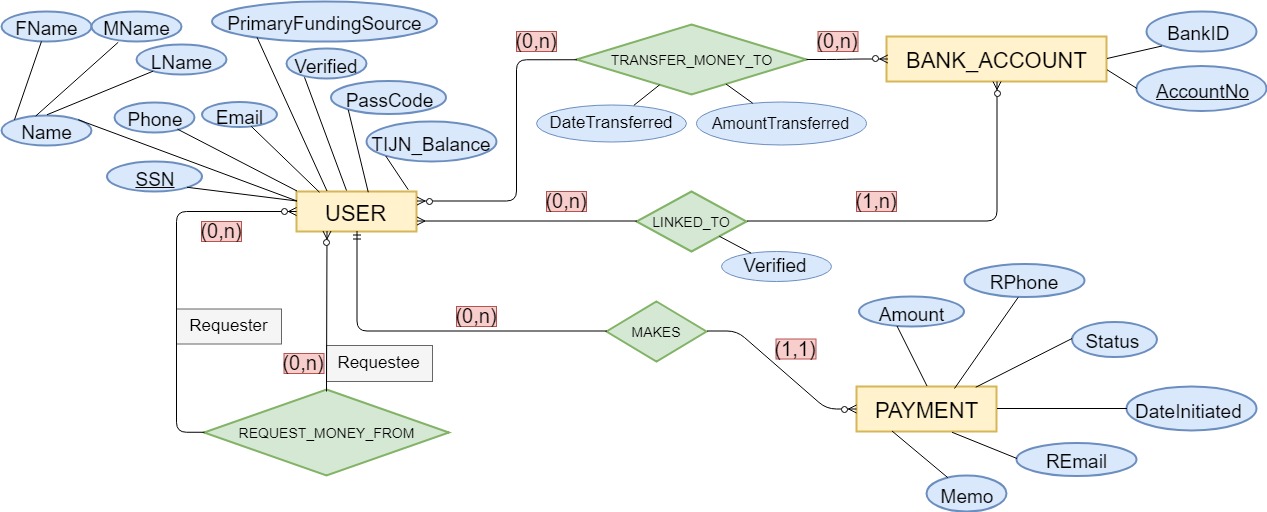 FName
MName
LName
Name
PrimaryFundingSource
Verified
PassCode
TIJN_Balance
Phone
Email
SSN
USER
(0,n)
TRANSFER_MONEY_TO
(0,n)
DateTransferred
AmountTransferred
BANK_ACCOUNT
BankID
AccountNo
(0,n)
LINKED_TO
(1,n)
Verified
(0,n)
Requester
(0,n)
Requestee
REQUEST_MONEY_FROM
(0,n)
MAKES
(1,1)
PAYMENT
Amount
RPhone
Status
DateInitiated
REmail
Memo